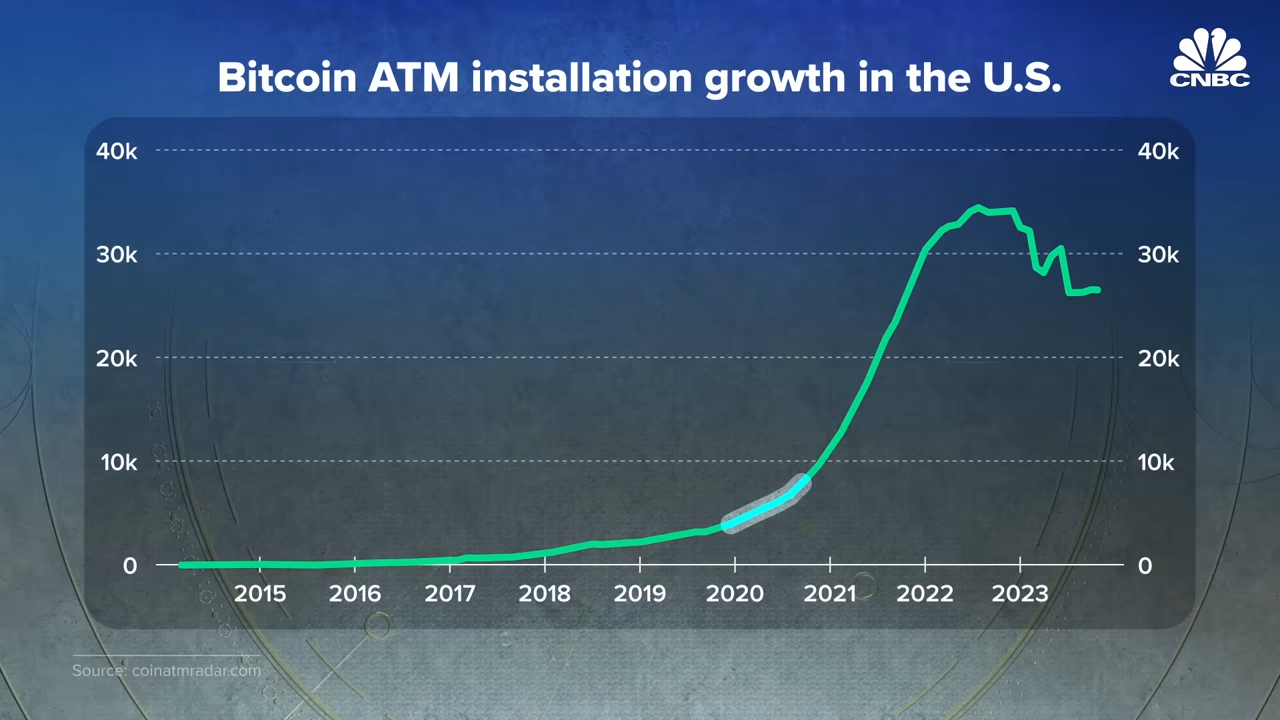 Bitcoin ATM installation growth in the U.S.
CNBC
40k 40k
30k 30k
20k 20k
10k 10k
0 0
2015 2016 2017 2018 2019 2020 2021 2022 2023
Source: coinatmradar.com